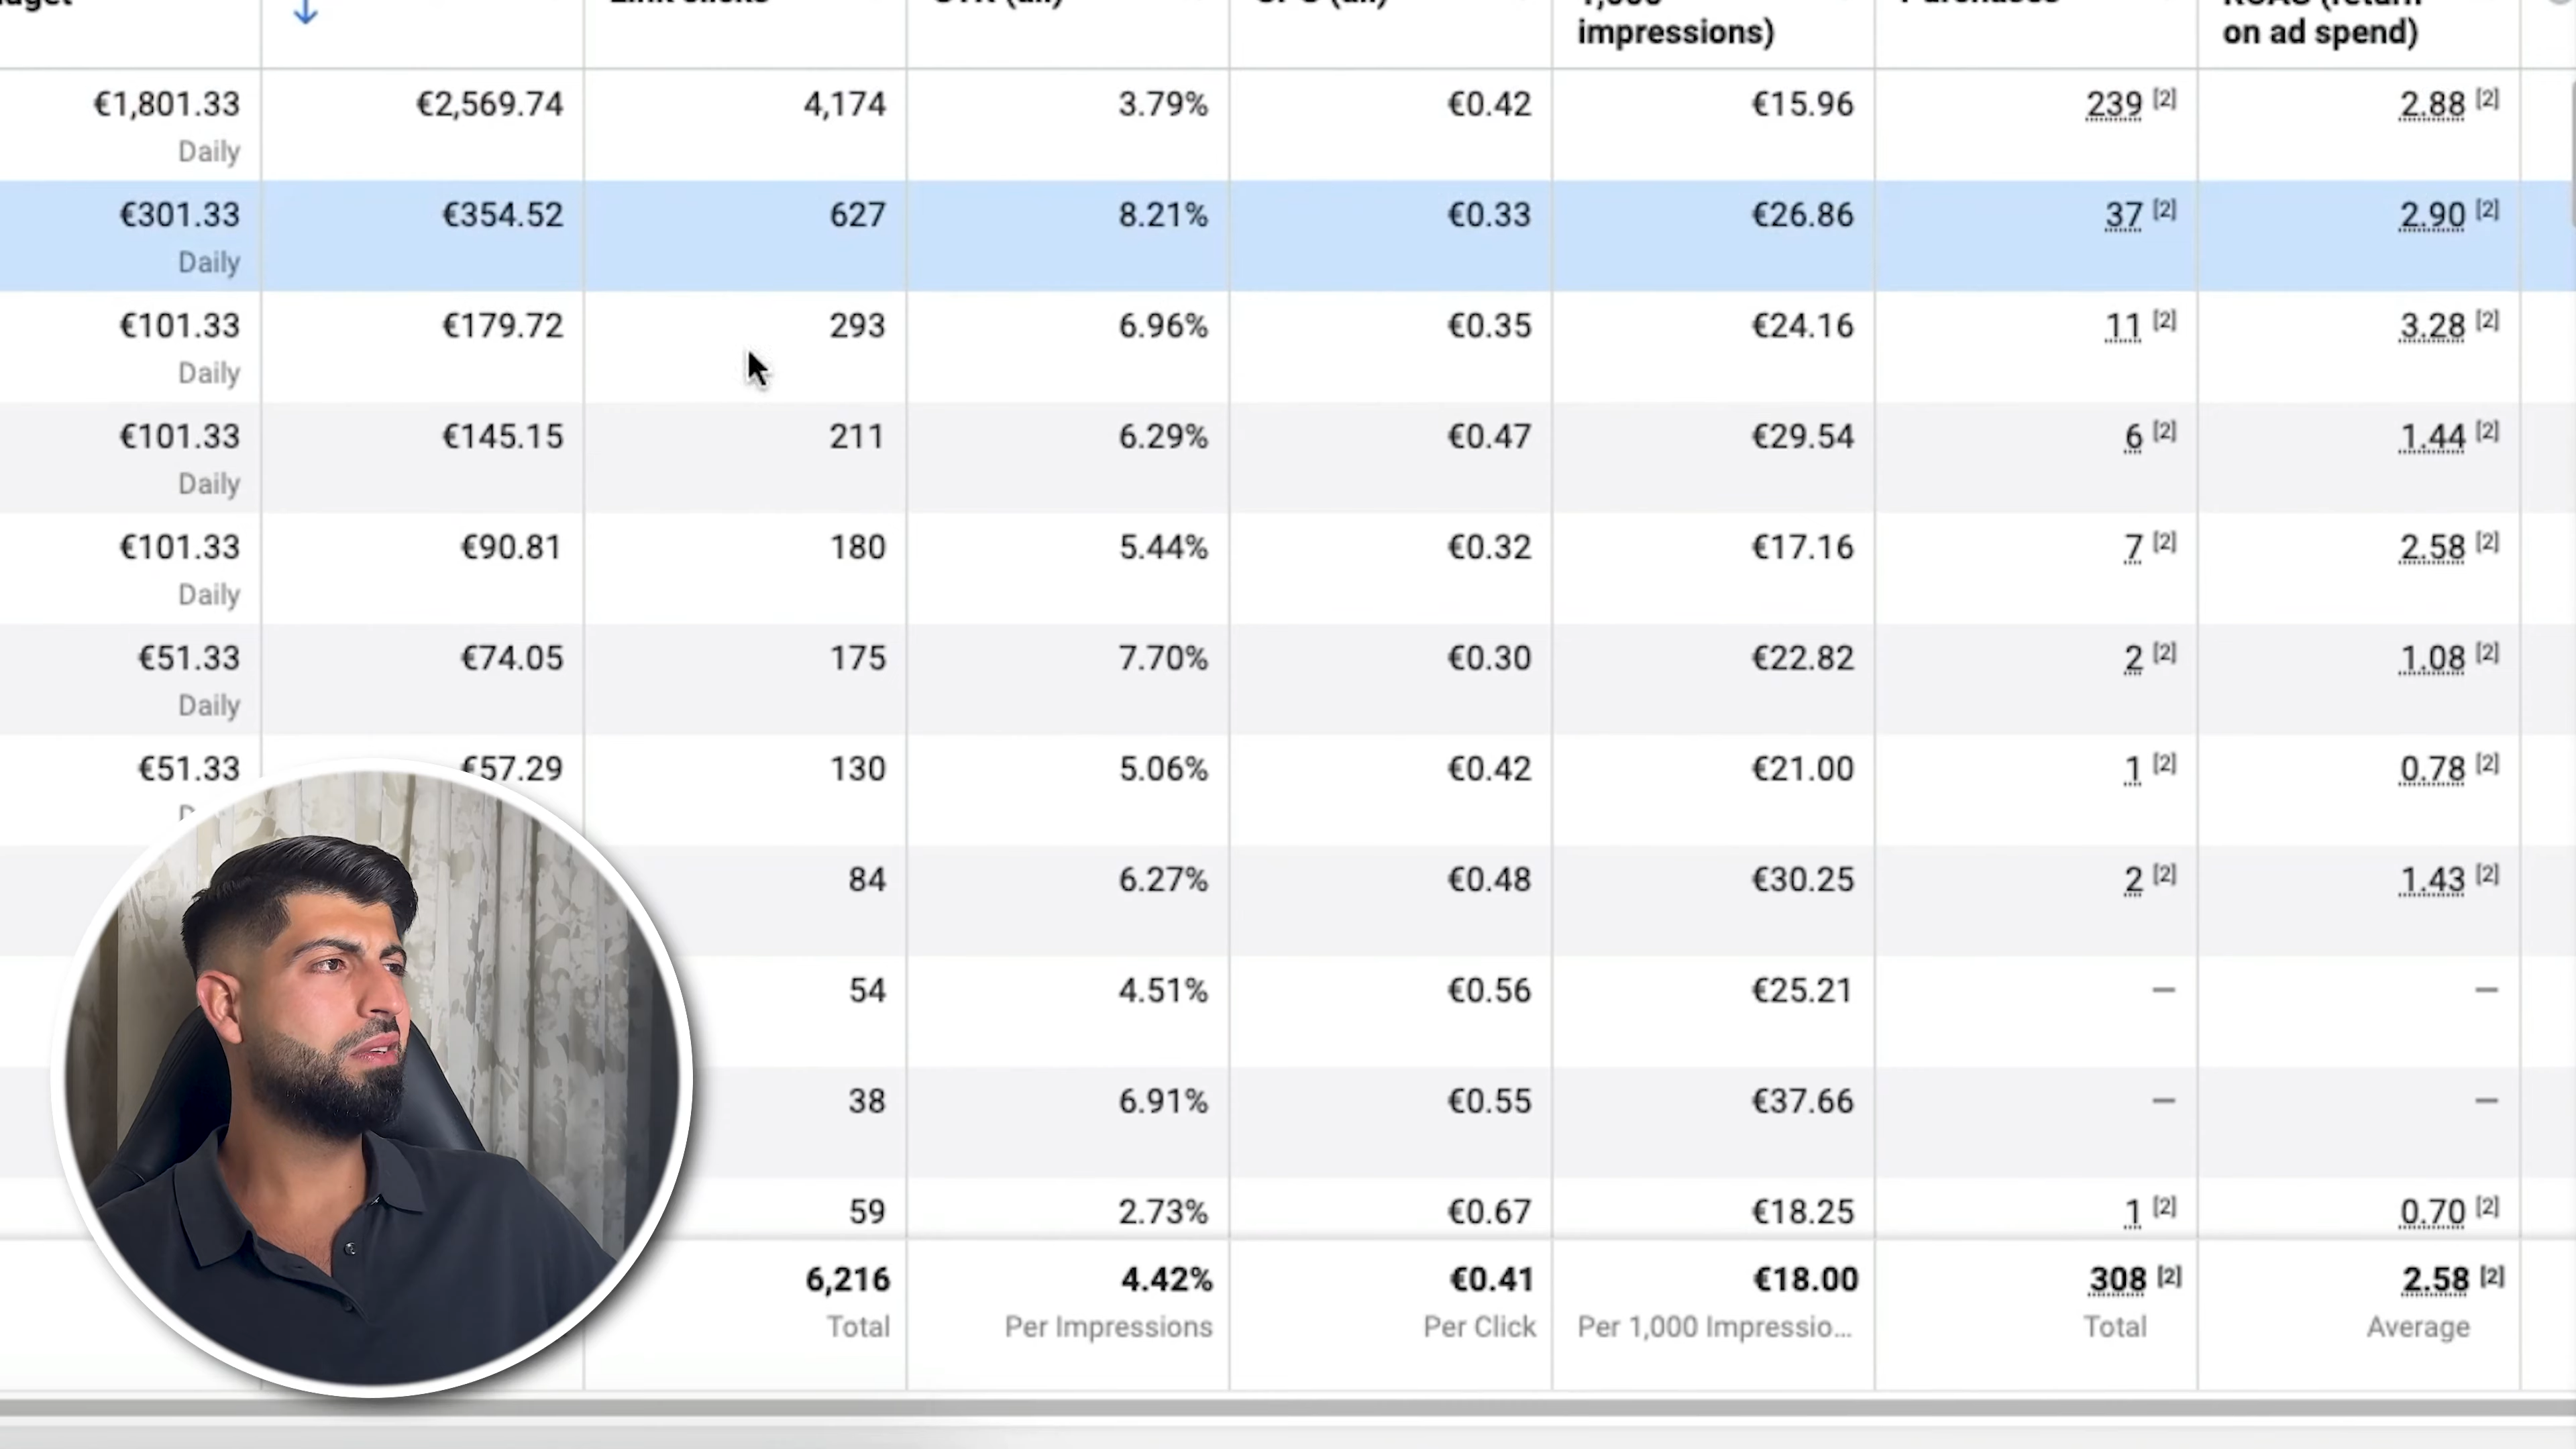 impressions)
on ad spend)
€1,801.33 €2,569.74 4,174 3.79% €0.42 €15.96 239 [2] 2.88 [2]
Daily
€301.33 €354.52 627 8.21% €0.33 €26.86 37 [2] 2.90 [2]
Daily
€101.33 €179.72 293 6.96% €0.35 €24.16 11 [2] 3.28 [2]
Daily
€101.33 €145.15 211 6.29% €0.47 €29.54 6 [2] 1.44 [2]
Daily
€101.33 €90.81 180 5.44% €0.32 €17.16 7 [2] 2.58 [2]
Daily
€51.33 €74.05 175 7.70% €0.30 €22.82 2 [2] 1.08 [2]
Daily
€51.33 €57.29 130 5.06% €0.42 €21.00 1 [2] 0.78 [2]
84 6.27% €0.48 €30.25 2 [2] 1.43 [2]
54 4.51% €0.56 €25.21 — —
38 6.91% €0.55 €37.66 — —
59 2.73% €0.67 €18.25 1 [2] 0.70 [2]
6,216 4.42% €0.41 €18.00 308 [2] 2.58 [2]
Total Per Impressions Per Click Per 1,000 Impressio... Total Average